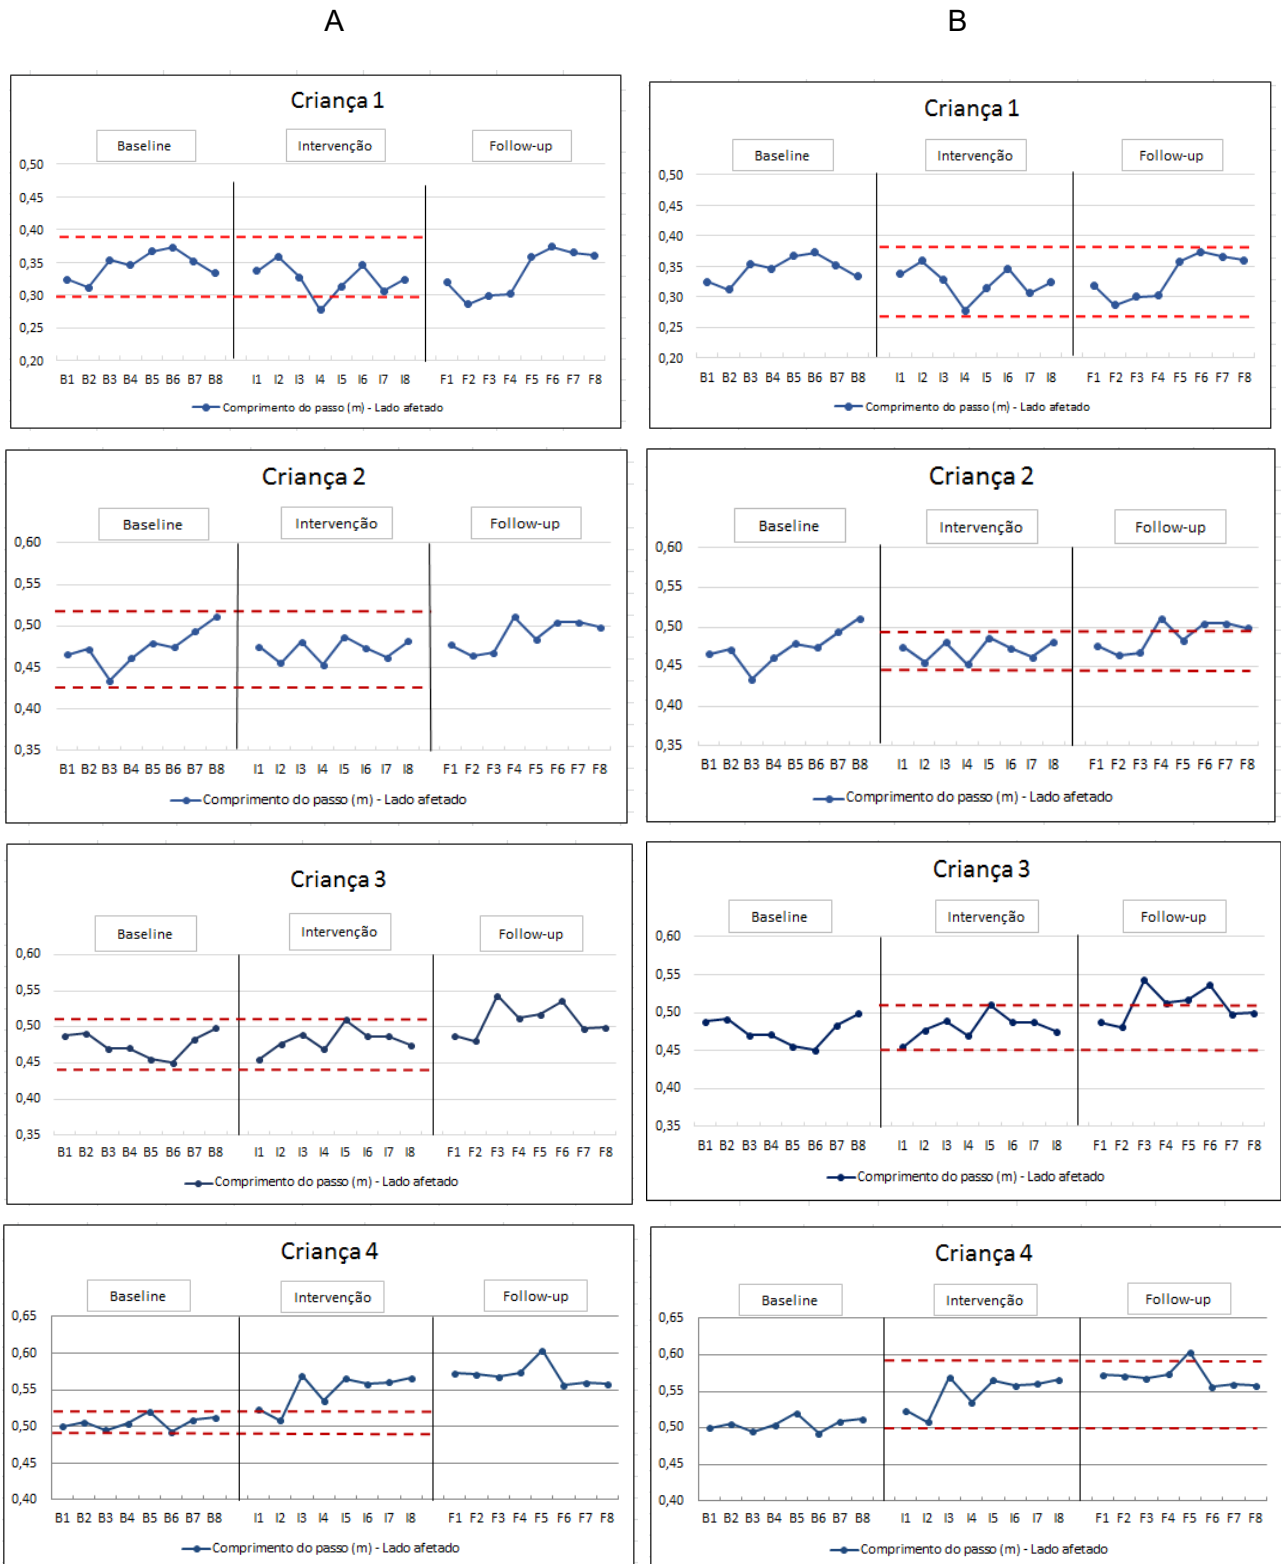 A
B
Criança 1
Baseline
Intervenção
Follow-up
0,50
0,45
0,40
0,35
0,30
0,25
0,20
B1 B2 B3 B4 B5 B6 B7 B8 I1 I2 I3 I4 I5 I6 I7 I8 F1 F2 F3 F4 F5 F6 F7 F8
Comprimento do passo (m) - Lado afetado
Criança 1
Baseline
Intervenção
Follow-up
0,50
0,45
0,40
0,35
0,30
0,25
0,20
B1 B2 B3 B4 B5 B6 B7 B8 I1 I2 I3 I4 I5 I6 I7 I8 F1 F2 F3 F4 F5 F6 F7 F8
Comprimento do passo (m) - Lado afetado
Criança 2
Baseline
Intervenção
Follow-up
0,60
0,55
0,50
0,45
0,40
0,35
B1 B2 B3 B4 B5 B6 B7 B8 I1 I2 I3 I4 I5 I6 I7 I8 F1 F2 F3 F4 F5 F6 F7 F8
Comprimento do passo (m) - Lado afetado
Criança 2
Baseline
Intervenção
Follow-up
0,60
0,55
0,50
0,45
0,40
0,35
B1 B2 B3 B4 B5 B6 B7 B8 I1 I2 I3 I4 I5 I6 I7 I8 F1 F2 F3 F4 F5 F6 F7 F8
Comprimento do passo (m) - Lado afetado
Criança 3
Baseline
Intervenção
Follow-up
0,60
0,55
0,50
0,45
0,40
0,35
B1 B2 B3 B4 B5 B6 B7 B8 I1 I2 I3 I4 I5 I6 I7 I8 F1 F2 F3 F4 F5 F6 F7 F8
Comprimento do passo (m) - Lado afetado
Criança 3
Baseline
Intervenção
Follow-up
0,60
0,55
0,50
0,45
0,40
0,35
B1 B2 B3 B4 B5 B6 B7 B8 I1 I2 I3 I4 I5 I6 I7 I8 F1 F2 F3 F4 F5 F6 F7 F8
Comprimento do passo (m) - Lado afetado
Criança 4
Baseline
Intervenção
Follow-up
0,65
0,60
0,55
0,50
0,45
0,40
B1 B2 B3 B4 B5 B6 B7 B8 I1 I2 I3 I4 I5 I6 I7 I8 F1 F2 F3 F4 F5 F6 F7 F8
Comprimento do passo (m) - Lado afetado
Criança 4
Baseline
Intervenção
Follow-up
0,65
0,60
0,55
0,50
0,45
0,40
B1 B2 B3 B4 B5 B6 B7 B8 I1 I2 I3 I4 I5 I6 I7 I8 F1 F2 F3 F4 F5 F6 F7 F8
Comprimento do passo (m) - Lado afetado